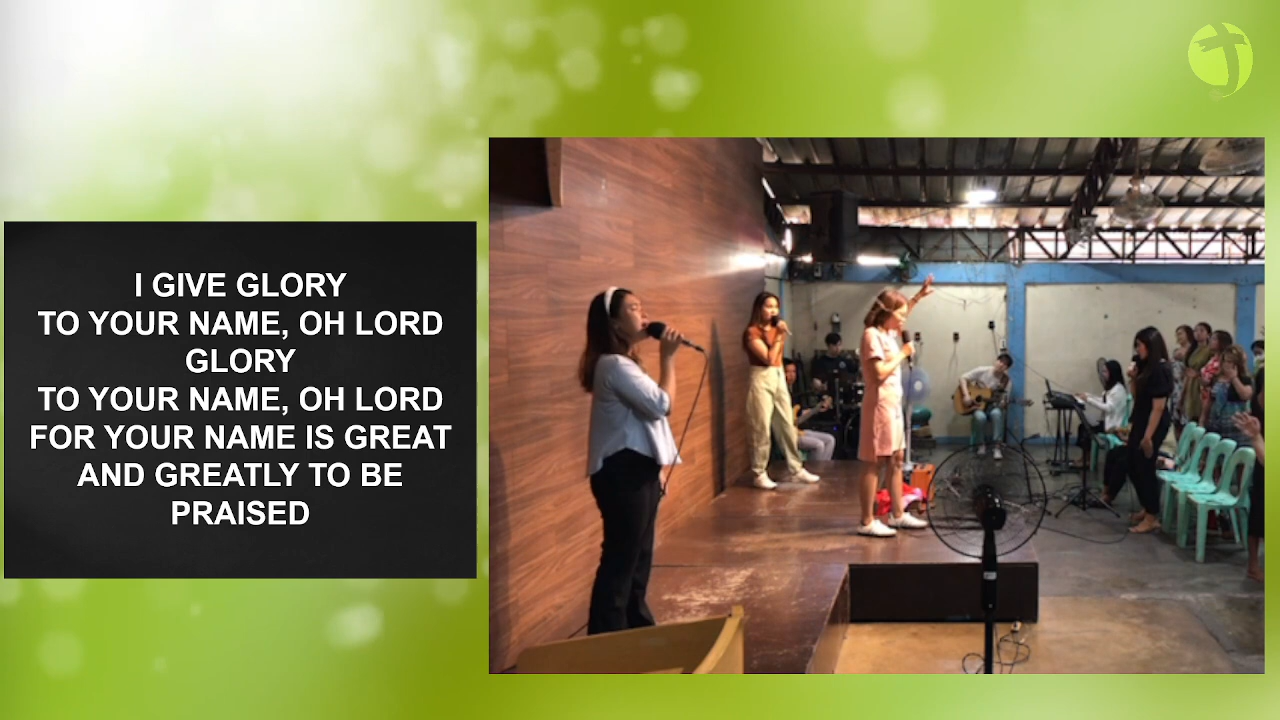 I GIVE GLORY
TO YOUR NAME, OH LORD
GLORY
TO YOUR NAME, OH LORD
FOR YOUR NAME IS GREAT
AND GREATLY TO BE
PRAISED